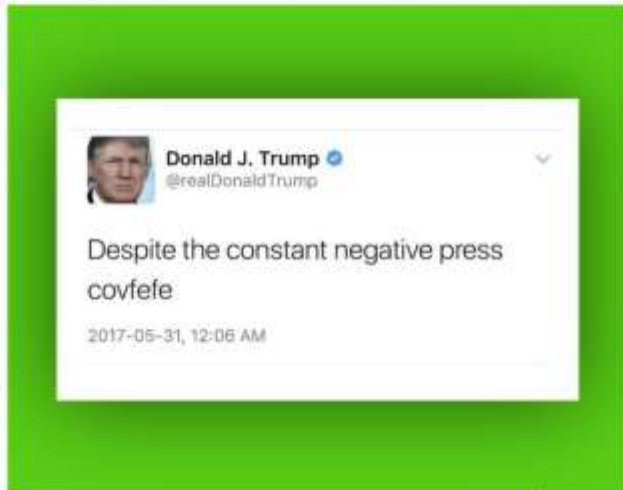 Donald J. Trump
@realDonaldTrump
Despite the constant negative press
covfefe
2017-05-31, 12:06 AM